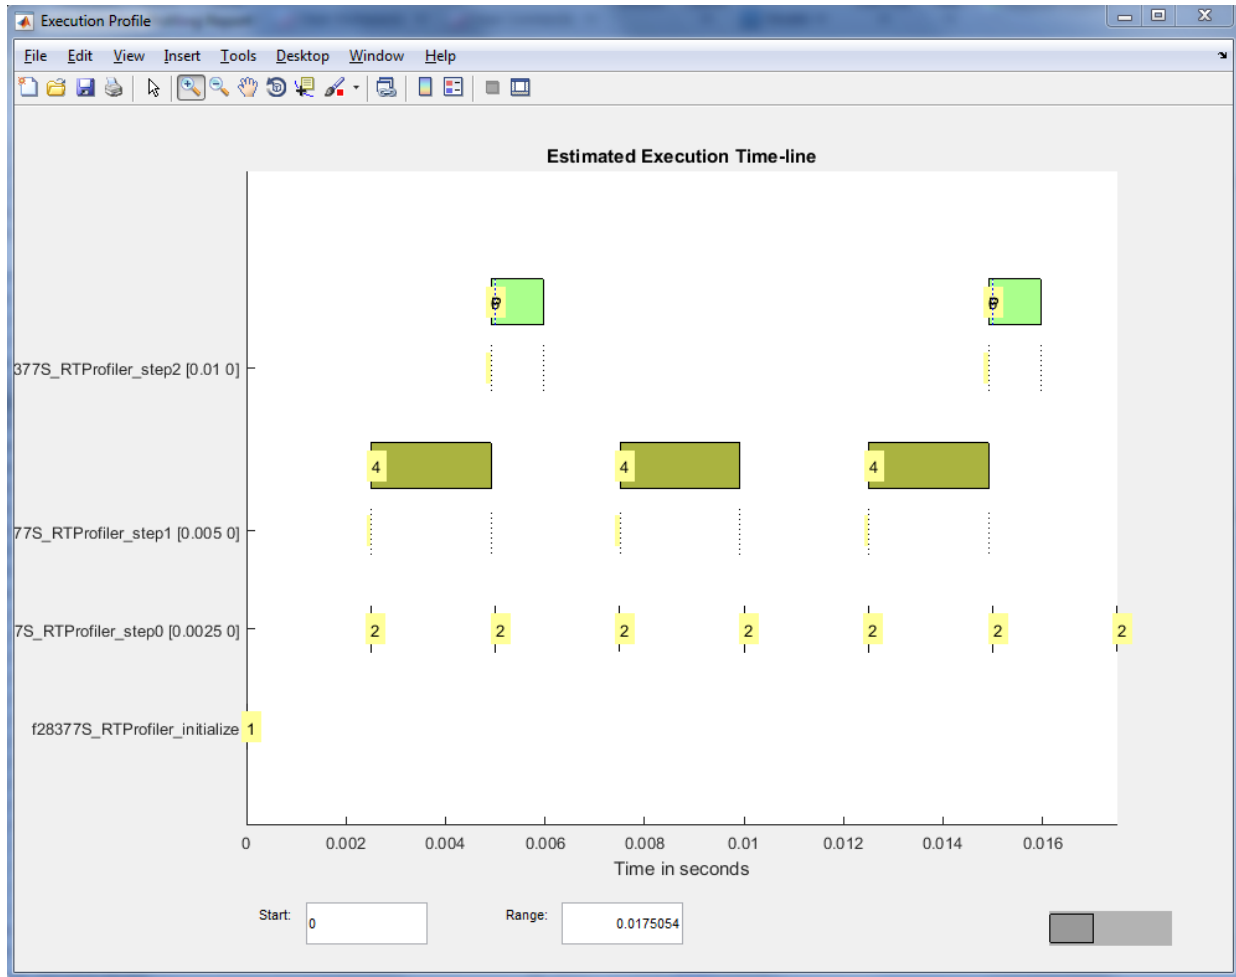 Execution Profile
File Edit View Insert Tools Desktop Window Help
Estimated Execution Time-line
377S_RTProfiler_step2 [0.01 0]
4 4 4
77S_RTProfiler_step1 [0.005 0]
7S_RTProfiler_step0 [0.0025 0] 2 2 2 2 2 2 2
f28377S_RTProfiler_initialize 1
0 0.002 0.004 0.006 0.008 0.01 0.012 0.014 0.016
Time in seconds
Start: 0 Range: 0.0175054